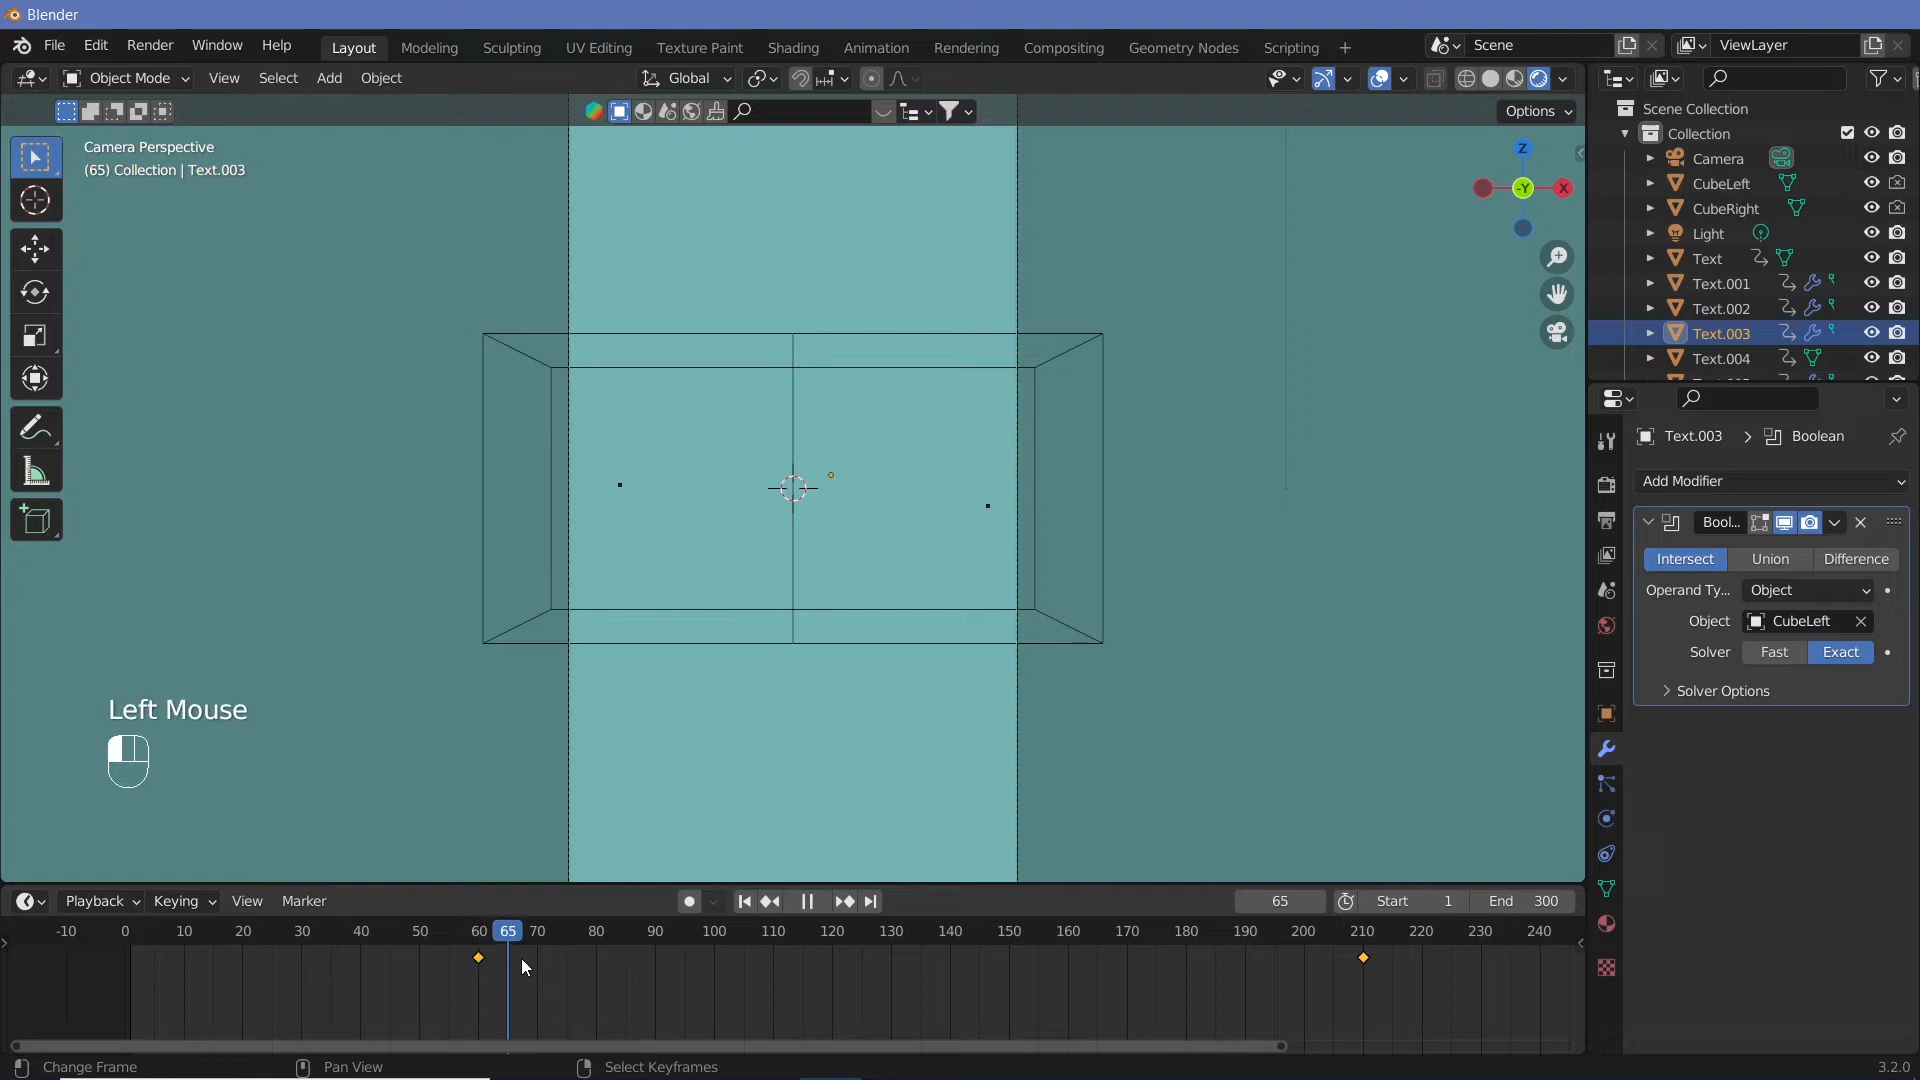 Blender
File Edit Render Window Help Layout Modeling Sculpting UV Editing Texture Paint Shading Animation Rendering Compositing Geometry Nodes Scripting + Scene ViewLayer
Object Mode View Select Add Object Global
Options
Camera Perspective
(65) Collection | Text.003
Z
-Y X
Left Mouse
Scene Collection
Collection
Camera
CubeLeft
CubeRight
Light
Text
Text.001
Text.002
Text.003
Text.004
Text.003 > Boolean
Add Modifier
Bool...
Intersect Union Difference
Operand Ty... Object
Object CubeLeft
Solver Fast Exact
Solver Options
Playback Keying View Marker 65 Start 1 End 300
-10 0 10 20 30 40 50 60 65 70 80 90 100 110 120 130 140 150 160 170 180 190 200 210 220 230 240
Change Frame Pan View Select Keyframes 3.2.0